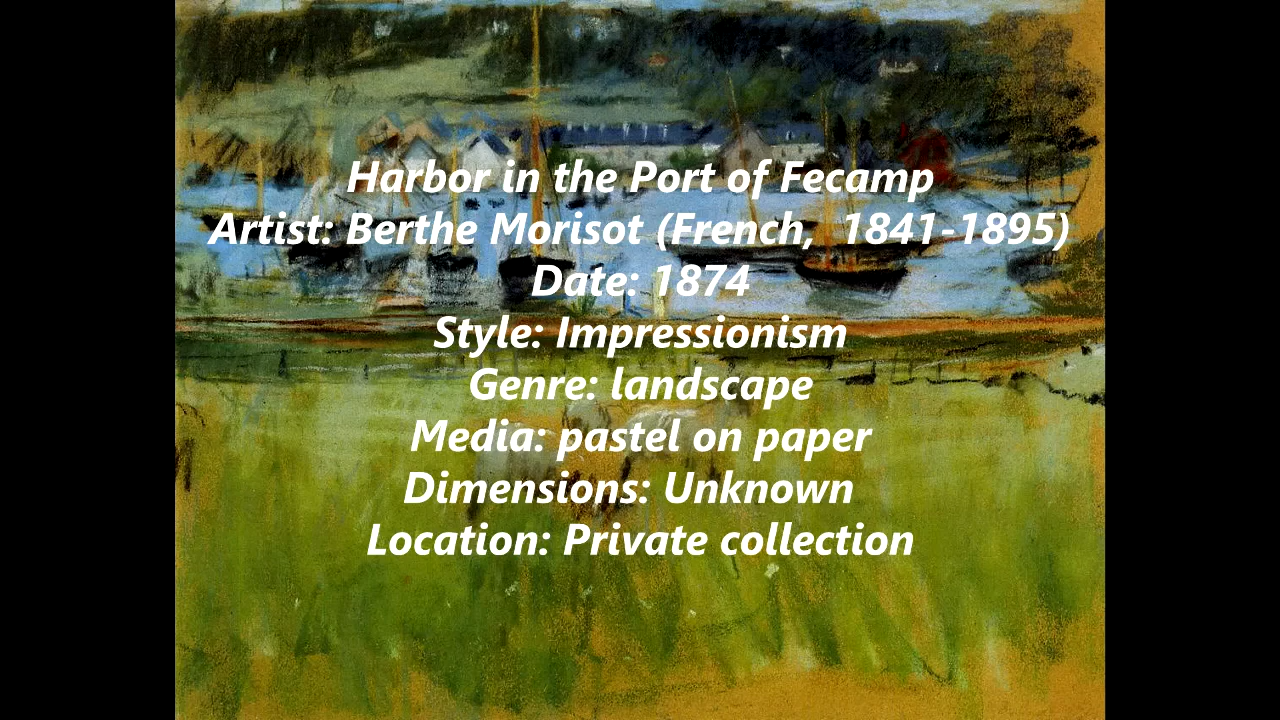 Harbor in the Port of Fecamp
Artist: Berthe Morisot (French,  1841-1895)
Date: 1874
Style: Impressionism
Genre: landscape
Media: pastel on paper
Dimensions: Unknown
Location: Private collection